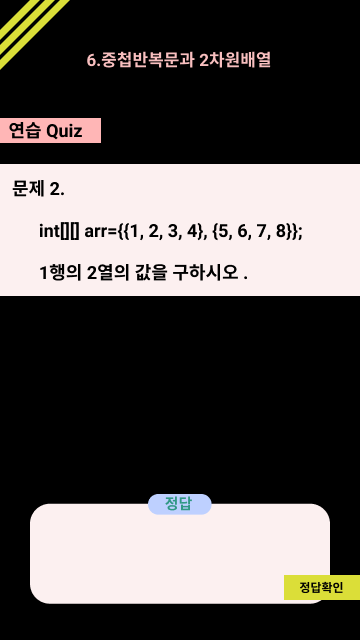 6.중첩반복문과 2차원배열
연습 Quiz
문제 2.
int[][] arr={{1, 2, 3, 4}, {5, 6, 7, 8}};
1행의 2열의 값을 구하시오 .
정답
정답확인